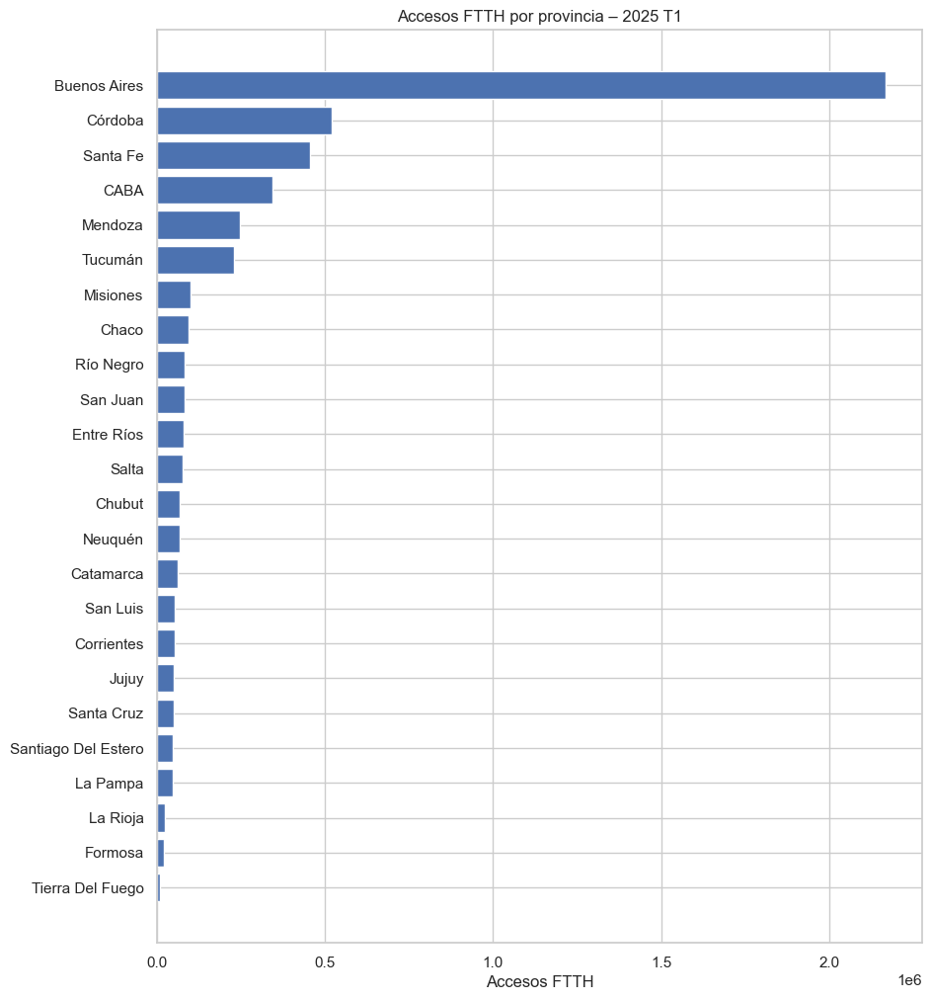 Accesos FTTH por provincia – 2025 T1
Buenos Aires
Córdoba
Santa Fe
CABA
Mendoza
Tucumán
Misiones
Chaco
Río Negro
San Juan
Entre Ríos
Salta
Chubut
Neuquén
Catamarca
San Luis
Corrientes
Jujuy
Santa Cruz
Santiago Del Estero
La Pampa
La Rioja
Formosa
Tierra Del Fuego
0.0 0.5 1.0 1.5 2.0
1e6
Accesos FTTH